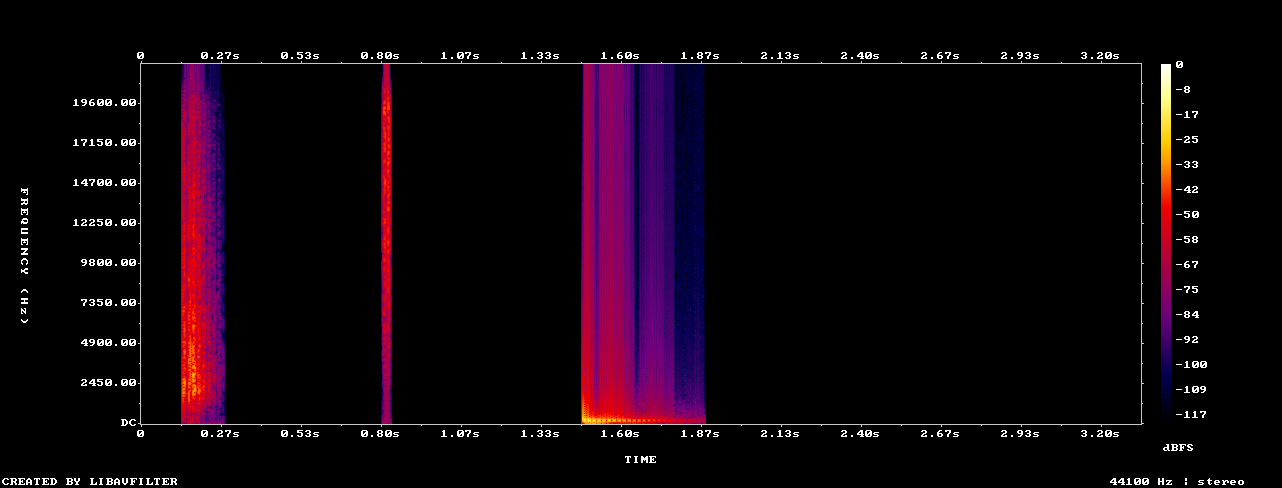 0 0.27s 0.53s 0.80s 1.07s 1.33s 1.60s 1.87s 2.13s 2.40s 2.67s 2.93s 3.20s
0
-8
19600.00
-17
17150.00
-25
-33
14700.00
-42
12250.00
-50
-58
9800.00
-67
7350.00
-75
-84
4900.00
-92
-100
2450.00
-109
-117
DC
FREQUENCY (Hz)
0 0.27s 0.53s 0.80s 1.07s 1.33s 1.60s 1.87s 2.13s 2.40s 2.67s 2.93s 3.20s
dBFS
TIME
CREATED BY LIBAVFILTER
44100 Hz | stereo